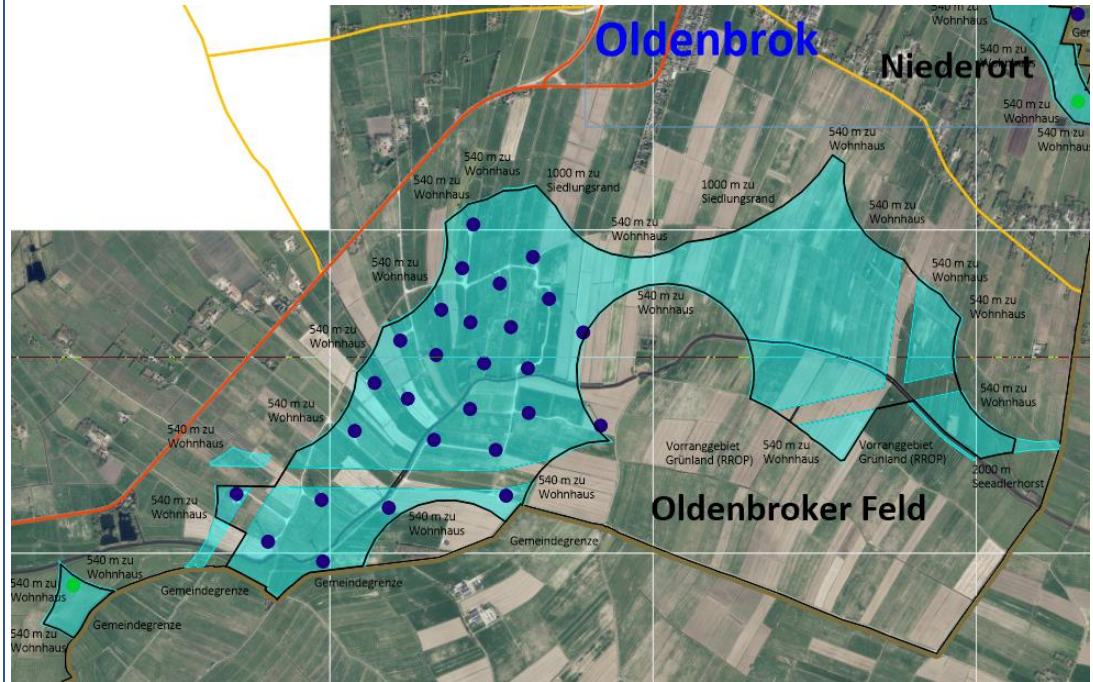 540 m zu
Wohnhaus
Oldenbrok
Niederort
540 m zu
540 m zu
Wohnhaus
540 m zu
540 m zu
Wohnhaus
540 m zu
Wohnhaus
540 m zu
Wohnhaus
1000 m zu
Siedlungsrand
1000 m zu
Siedlungsrand
540 m zu
Wohnhaus
540 m zu
Wohnhaus
540 m zu
Wohnhaus
540 m zu
Wohnhaus
540 m zu
Wohnhaus
540 m zu
Wohnhaus
540 m zu
Wohnhaus
540 m zu
Wohnhaus
540 m zu
Wohnhaus
540 m zu
Wohnhaus
540 m zu
Wohnhaus
Vorranggebiet
Grünland (RROP)
540 m zu
Wohnhaus
Vorranggebiet
Grünland (RROP)
2000 m
Seeadlerhorst
540 m zu
Wohnhaus
540 m zu
Wohnhaus
540 m zu
Wohnhaus
Oldenbroker Feld
Gemeindegrenze
540 m zu
Wohnhaus
540 m zu
Wohnhaus
Gemeindegrenze
Gemeindegrenze
540 m zu
Wohnhaus
Gemeindegrenze